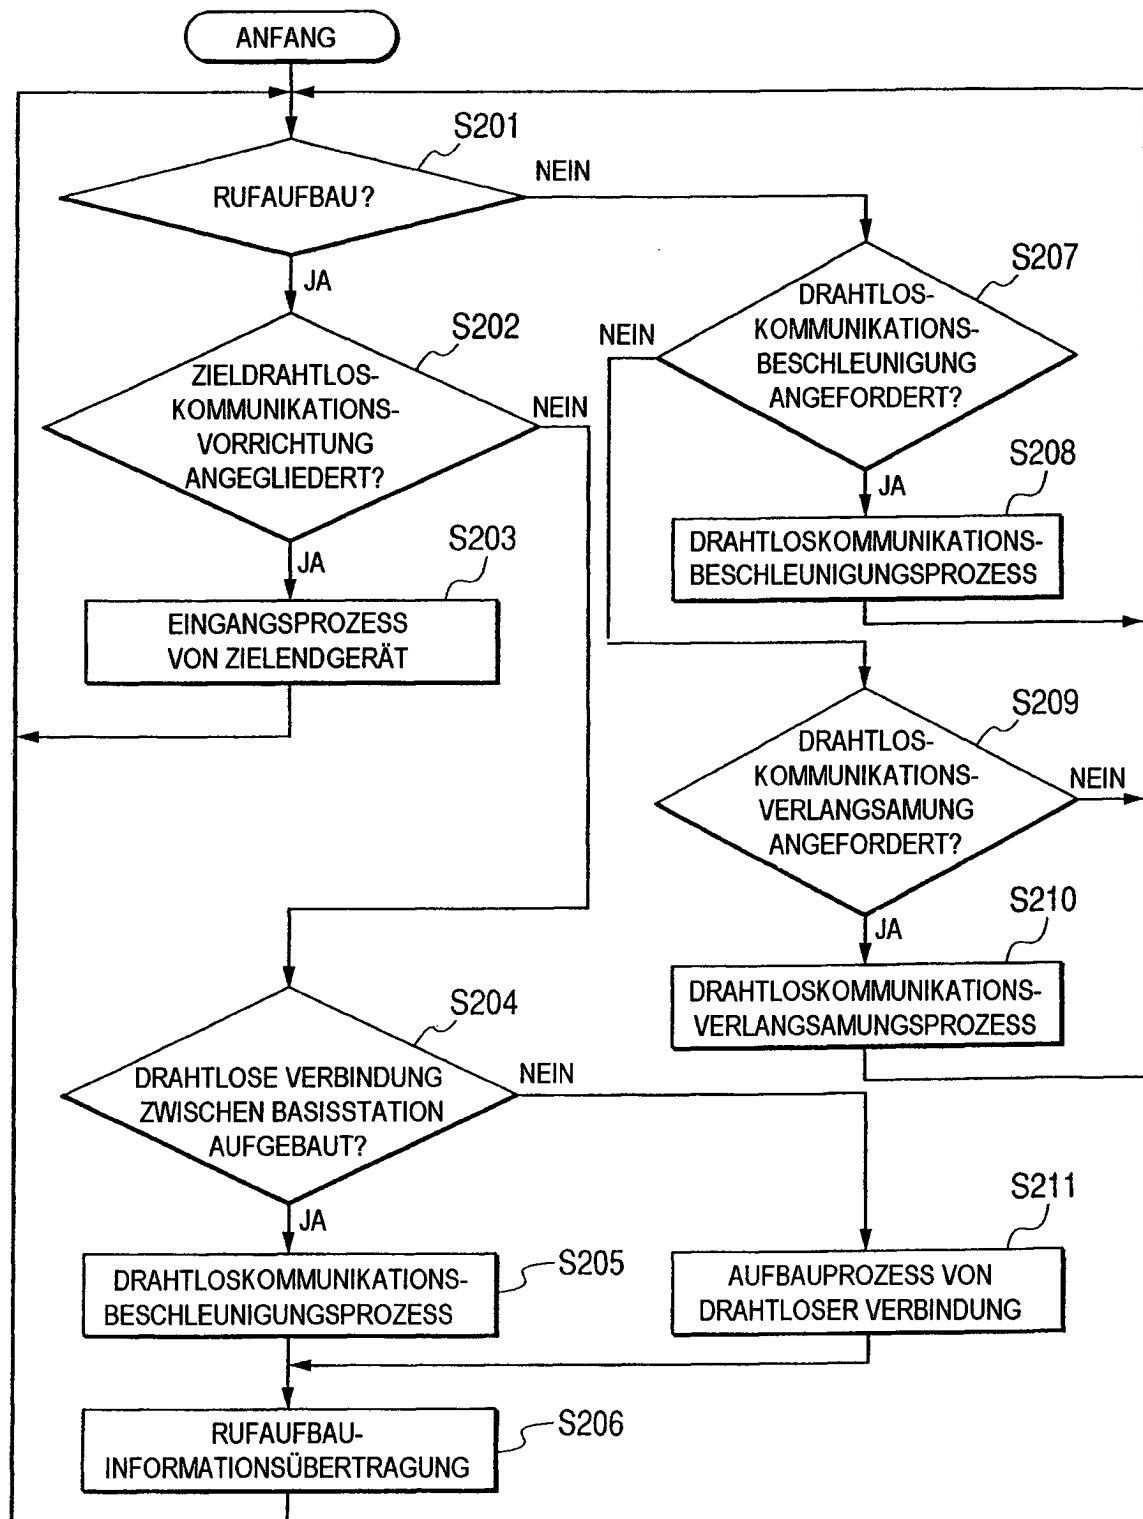 ANFANG
S201
RUFAUFBAU?
NEIN
JA
S202
ZIELDRAHTLOS-
KOMMUNIKATIONS-
VORRICHTUNG
ANGEGLIEDERT?
NEIN
JA
S203
EINGANGSPROZESS
VON ZIELENDGERÄT
S207
DRAHTLOS-
KOMMUNIKATIONS-
BESCHLEUNIGUNG
ANGEFORDERT?
NEIN
JA
S208
DRAHTLOSKOMMUNIKATIONS-
BESCHLEUNIGUNGSPROZESS
S209
DRAHTLOS-
KOMMUNIKATIONS-
VERLANGSAMUNG
ANGEFORDERT?
NEIN
JA
S210
DRAHTLOSKOMMUNIKATIONS-
VERLANGSAMUNGSPROZESS
S204
DRAHTLOSE VERBINDUNG
ZWISCHEN BASISSTATION
AUFGEBAUT?
NEIN
JA
S205
DRAHTLOSKOMMUNIKATIONS-
BESCHLEUNIGUNGSPROZESS
S211
AUFBAUPROZESS VON
DRAHTLOSER VERBINDUNG
S206
RUFAUFBAU-
INFORMATIONSÜBERTRAGUNG